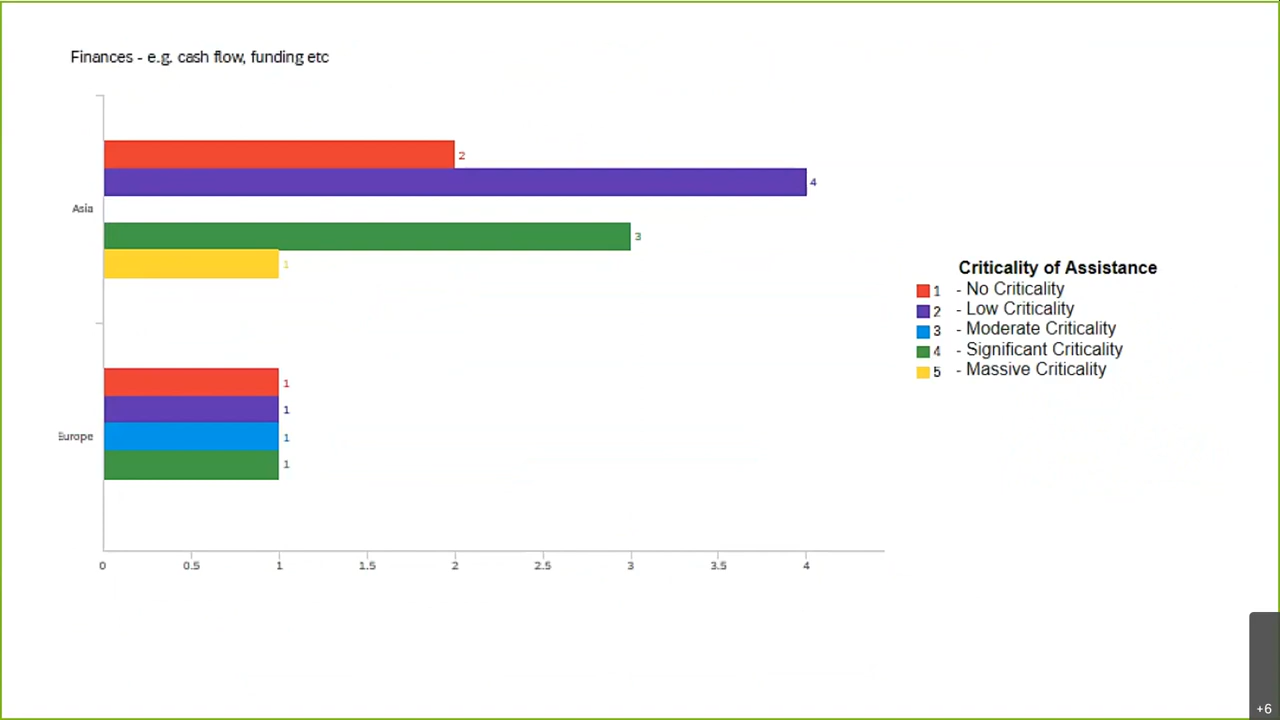 Finances - e.g. cash flow, funding etc
2
4
Asia
3
1
1
1
Europe
1
1
0 0.5 1 1.5 2 2.5 3 3.5 4
Criticality of Assistance
1 - No Criticality
2 - Low Criticality
3 - Moderate Criticality
4 - Significant Criticality
5 - Massive Criticality
+6